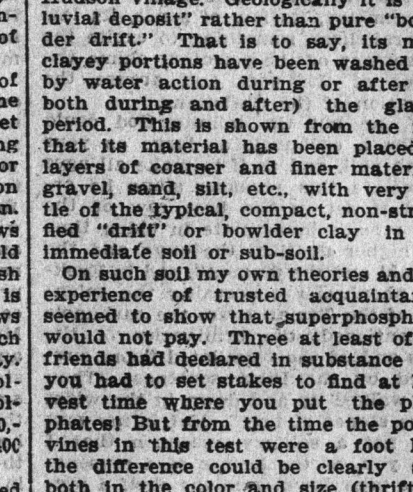 Hudson village. Geologically it is
luvial deposit" rather than pure "bo
der drift." That is to say, its m
clayey portions have been washed
by water action during or after
both during and after) the gla
period. This is shown from the
that its material has been placed
layers of coarser and finer mater
gravel, sand, silt, etc., with very
tle of the typical, compact, non-str
fied "drift" or bowlder clay in
immediate soil or sub-soil.
On such soil my own theories and
experience of trusted acquainta
seemed to show that superphosph
would not pay. Three at least of
friends had declared in substance
you had to set stakes to find at
vest time where you put the p
phates! But from the time the po
vines in this test were a foot h
the difference could be clearly
both in the color and size (thrift